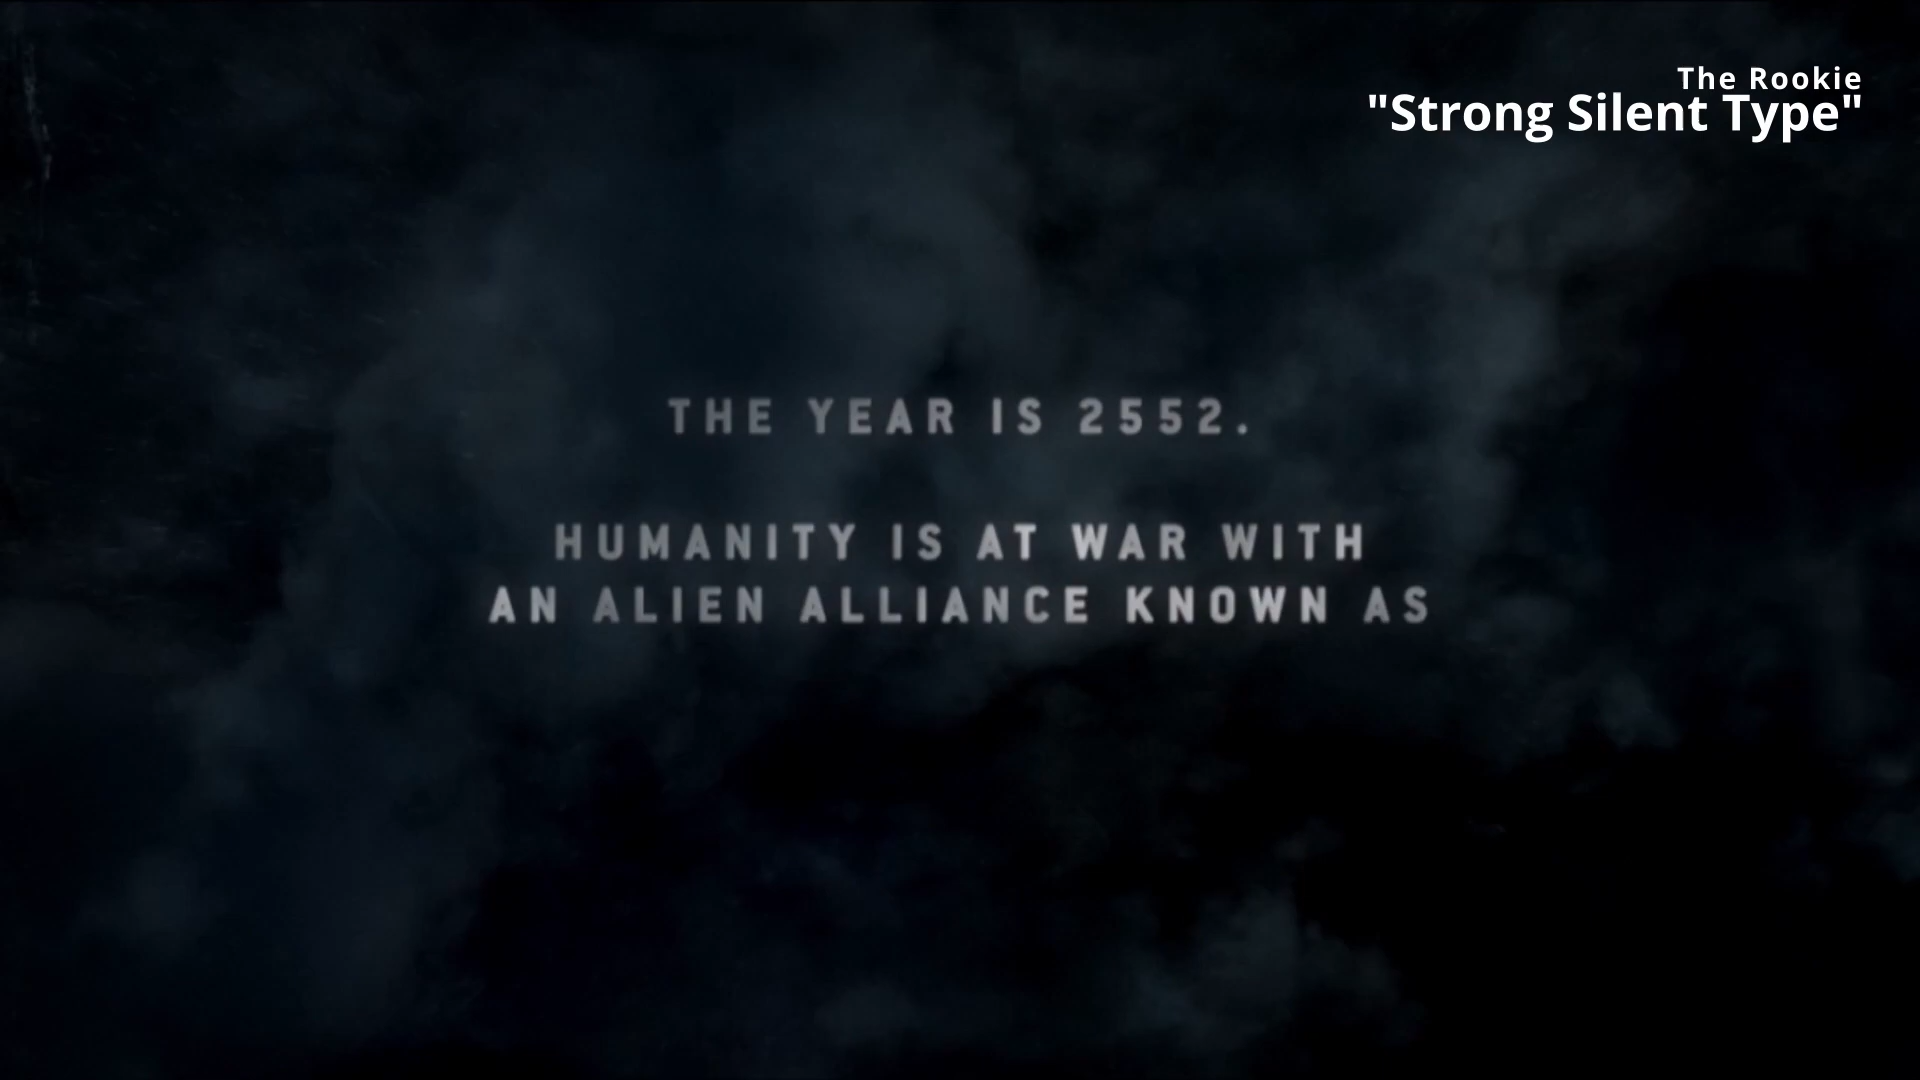 The Rookie
"Strong Silent Type"
THE YEAR IS 2552.
HUMANITY IS AT WAR WITH
AN ALIEN ALLIANCE KNOWN AS